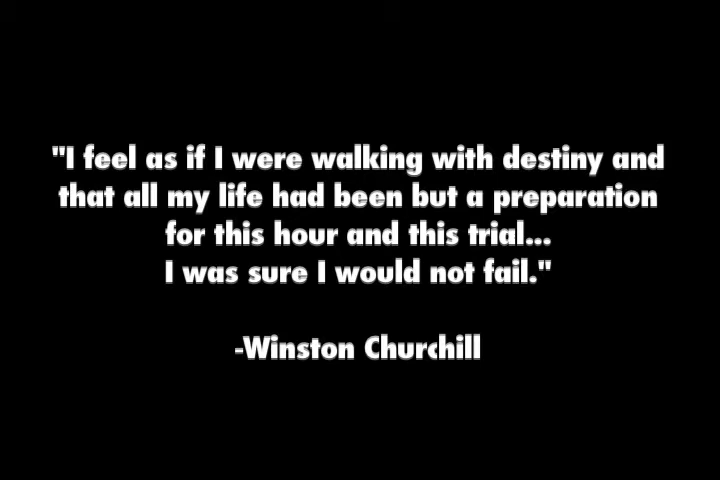 "I feel as if I were walking with destiny and
that all my life had been but a preparation
for this hour and this trial...
I was sure I would not fail."
-Winston Churchill